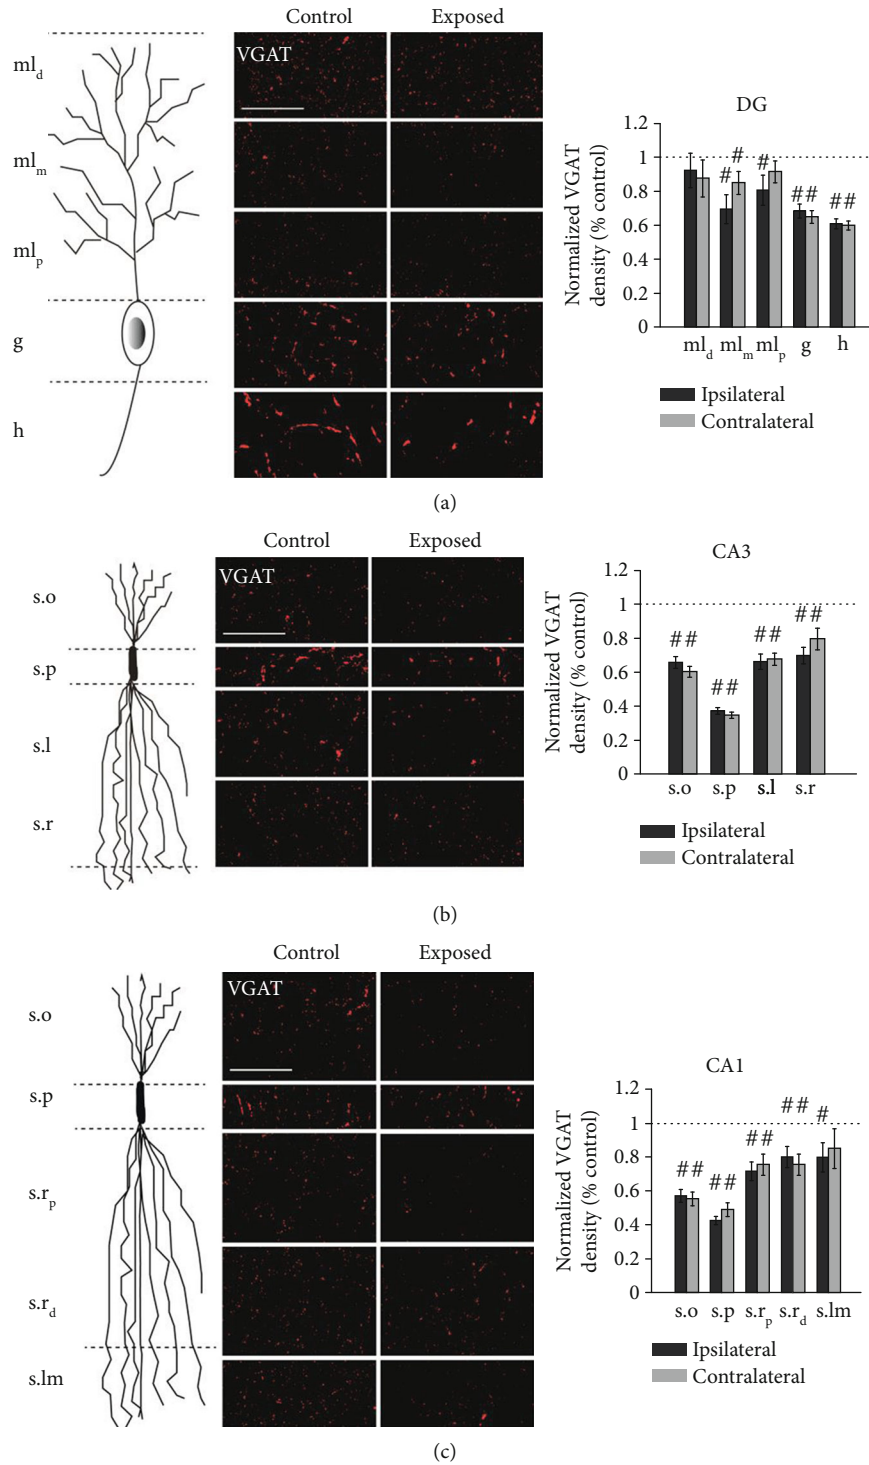 Control Exposed
VGAT
ml_d
ml_m
ml_p
g
h
DG
Normalized VGAT
density (% control)
1.2
1
0.8
0.6
0.4
0.2
0
# #
# #
# #
# #
ml_d ml_m ml_p g h
Ipsilateral
Contralateral
(a)
Control Exposed
VGAT
s.o
s.p
s.l
s.r
CA3
Normalized VGAT
density (% control)
1.2
1
0.8
0.6
0.4
0.2
0
# #
# #
# #
# #
s.o s.p s.l s.r
Ipsilateral
Contralateral
(b)
Control Exposed
VGAT
s.o
s.p
s.r_p
s.r_d
s.lm
CA1
Normalized VGAT
density (% control)
1.2
1
0.8
0.6
0.4
0.2
0
# #
# #
# #
# #
#
s.o s.p s.r_p s.r_d s.lm
Ipsilateral
Contralateral
(c)